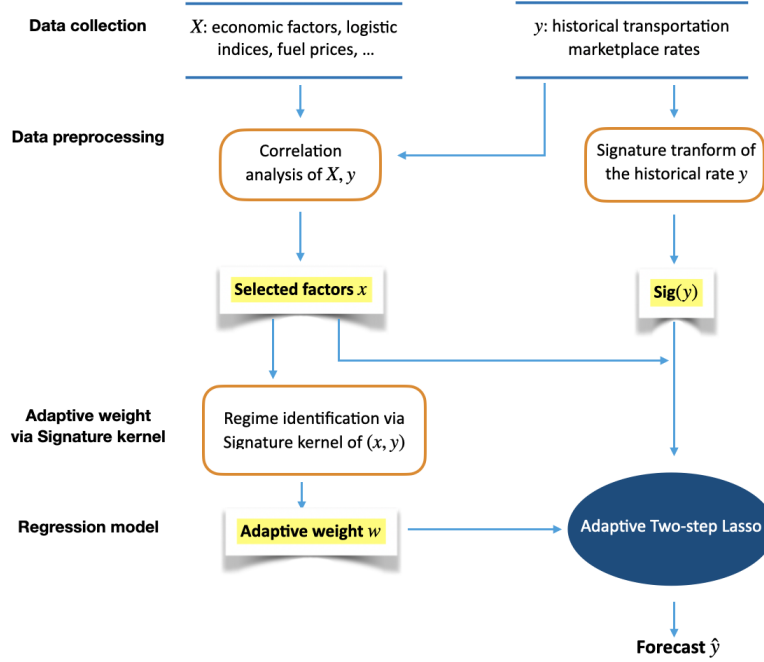 Data collection
X: economic factors, logistic
indices, fuel prices, ...
y: historical transportation
marketplace rates
Data preprocessing
Correlation
analysis of X, y
Signature tranform of
the historical rate y
Selected factors x
Sig(y)
Adaptive weight
via Signature kernel
Regime identification via
Signature kernel of (x, y)
Regression model
Adaptive weight w
Adaptive Two-step Lasso
Forecast ŷ